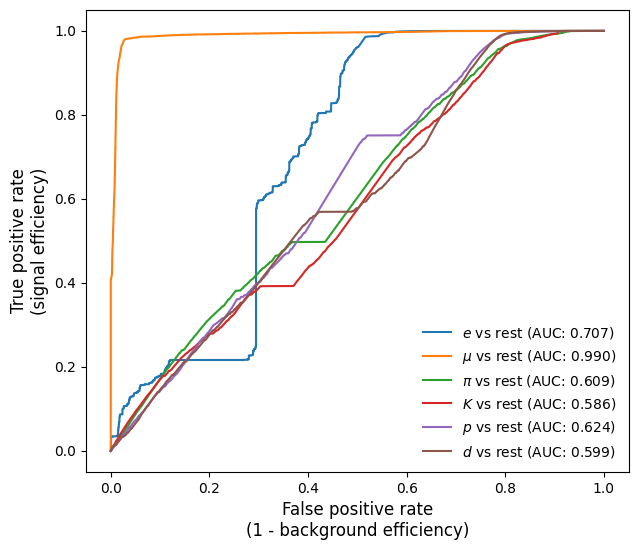 True positive rate
(signal efficiency)
1.0
0.8
0.6
0.4
0.2
0.0
e vs rest (AUC: 0.707)
μ vs rest (AUC: 0.990)
π vs rest (AUC: 0.609)
K vs rest (AUC: 0.586)
p vs rest (AUC: 0.624)
d vs rest (AUC: 0.599)
0.0 0.2 0.4 0.6 0.8 1.0
False positive rate
(1 - background efficiency)